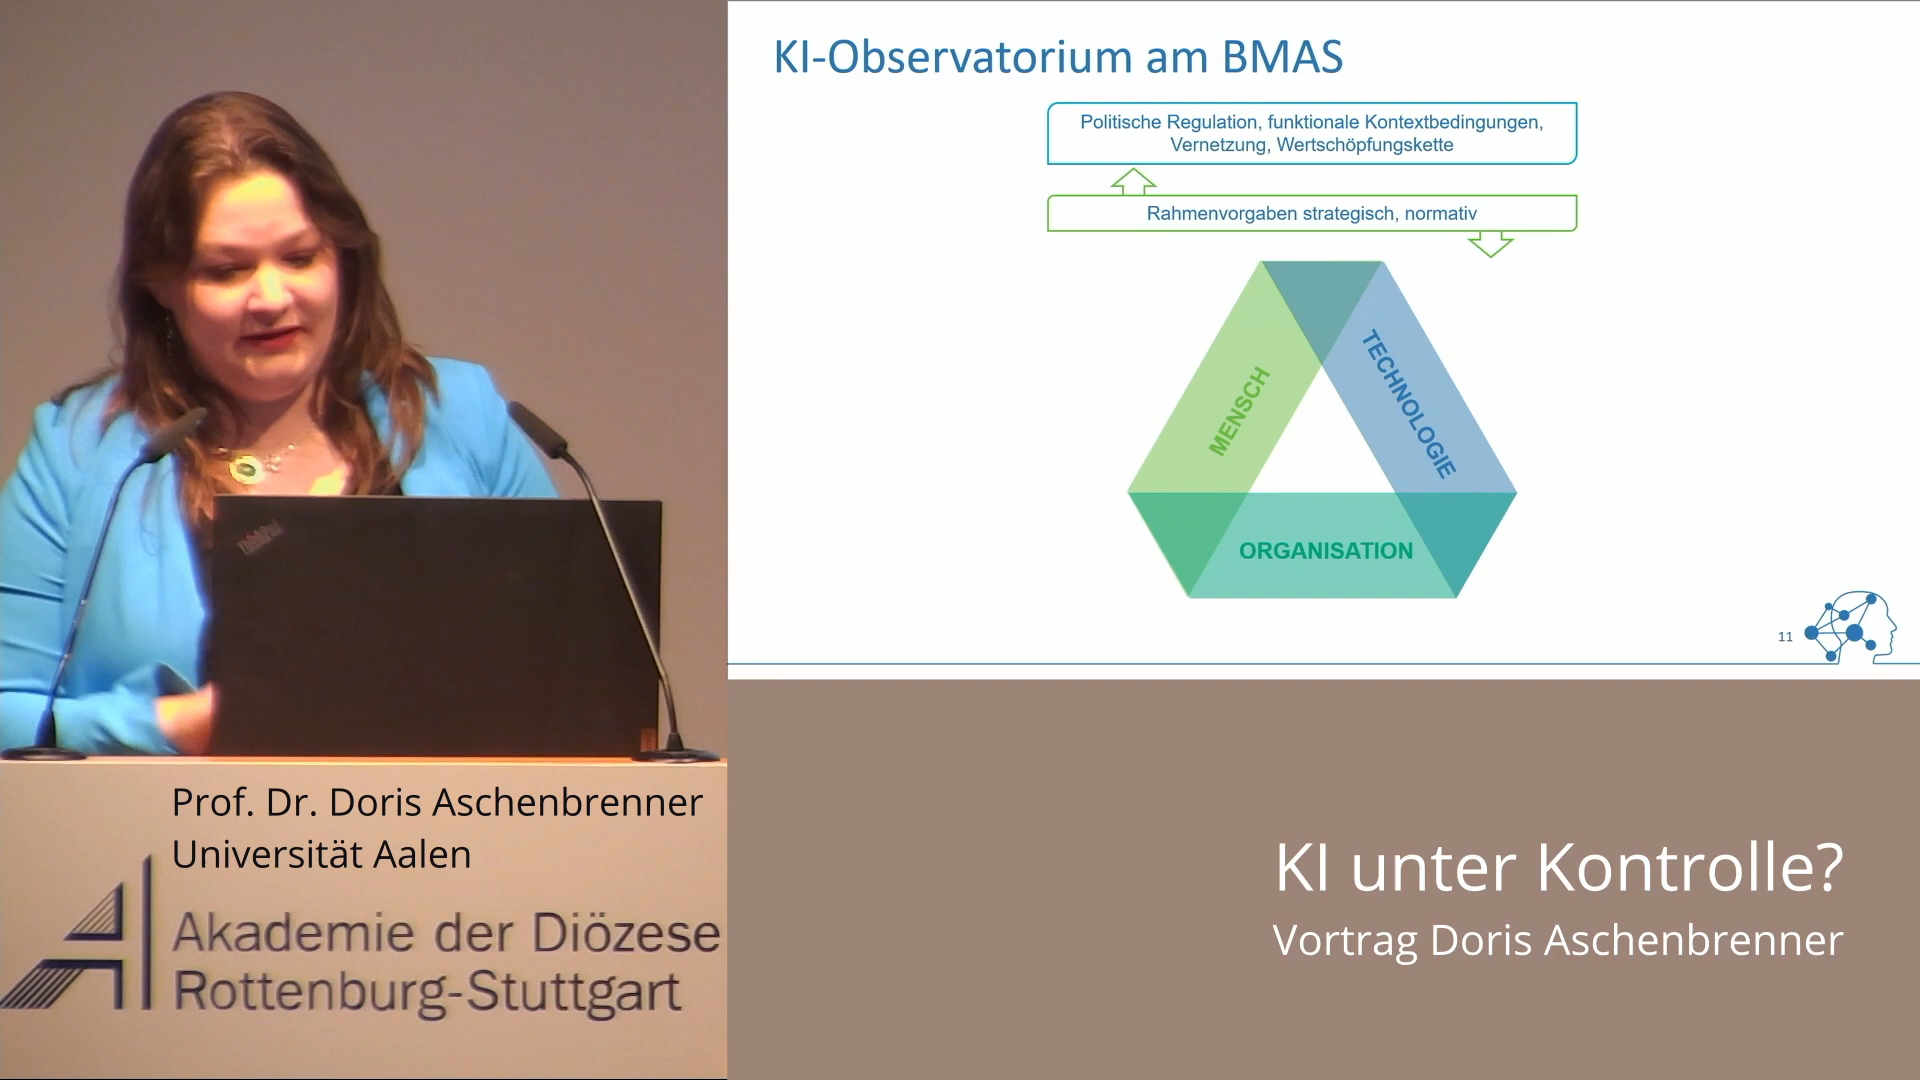 KI-Observatorium am BMAS
Politische Regulation, funktionale Kontextbedingungen,
Vernetzung, Wertschöpfungskette
Rahmenvorgaben strategisch, normativ
MENSCH
TECHNOLOGIE
ORGANISATION
11
ThinkPad
Prof. Dr. Doris Aschenbrenner
Universität Aalen
Akademie der Diözese
Rottenburg-Stuttgart
KI unter Kontrolle?
Vortrag Doris Aschenbrenner